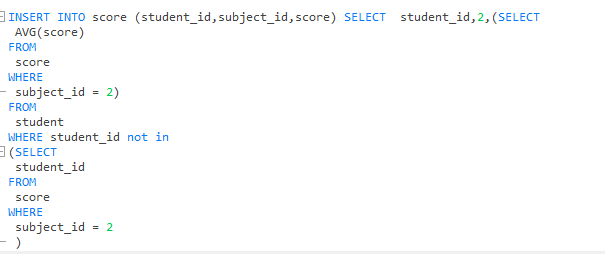 INSERT INTO score (student_id,subject_id,score) SELECT  student_id,2,(SELECT
 AVG(score)
FROM
 score
WHERE
 subject_id = 2)
FROM
 student
WHERE student_id not in
(SELECT
 student_id
FROM
 score
WHERE
 subject_id = 2
 )